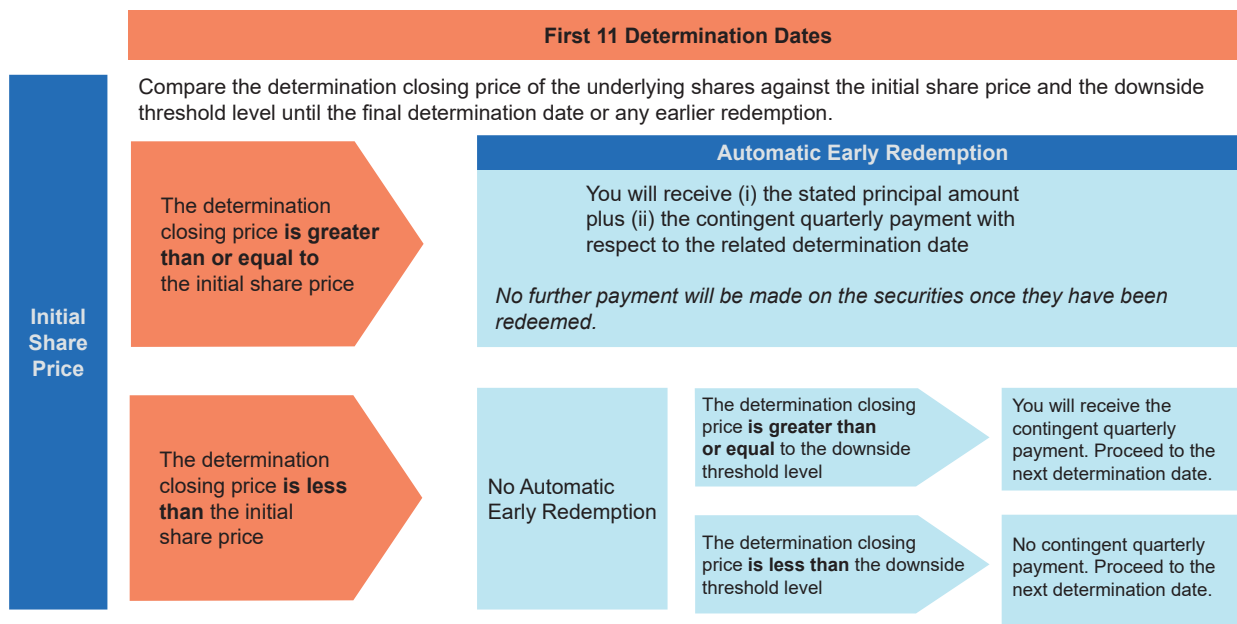 First 11 Determination Dates
Compare the determination closing price of the underlying shares against the initial share price and the downside
threshold level until the final determination date or any earlier redemption.
Initial
Share
Price
The determination
closing price is greater
than or equal to
the initial share price
Automatic Early Redemption
You will receive (i) the stated principal amount
plus (ii) the contingent quarterly payment with
respect to the related determination date
No further payment will be made on the securities once they have been
redeemed.
The determination
closing price is less
than the initial
share price
No Automatic
Early Redemption
The determination closing
price is greater than
or equal to the downside
threshold level
You will receive the
contingent quarterly
payment. Proceed to the
next determination date.
The determination closing
price is less than the downside
threshold level
No contingent quarterly
payment. Proceed to the
next determination date.